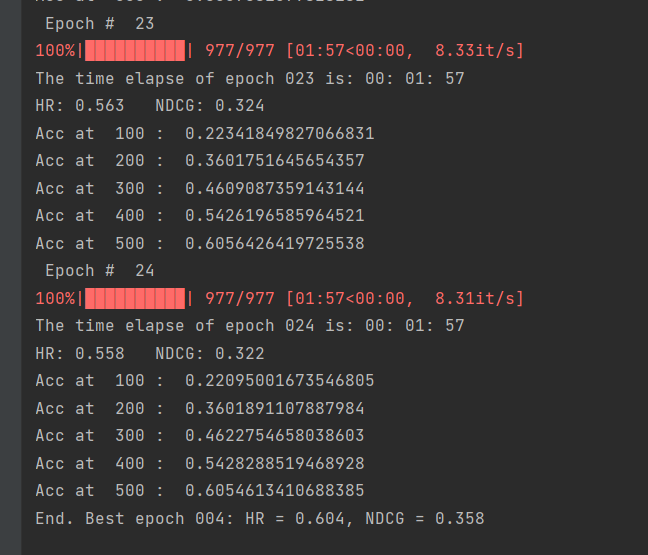 Epoch #  23
100%|██████████| 977/977 [01:57<00:00,  8.33it/s]
The time elapse of epoch 023 is: 00: 01: 57
HR: 0.563   NDCG: 0.324
Acc at  100 :  0.22341849827066831
Acc at  200 :  0.3601751645654357
Acc at  300 :  0.4609087359143144
Acc at  400 :  0.5426196585964521
Acc at  500 :  0.6056426419725538
Epoch #  24
100%|██████████| 977/977 [01:57<00:00,  8.31it/s]
The time elapse of epoch 024 is: 00: 01: 57
HR: 0.558   NDCG: 0.322
Acc at  100 :  0.22095001673546805
Acc at  200 :  0.3601891107887984
Acc at  300 :  0.4622754658038603
Acc at  400 :  0.5428288519468928
Acc at  500 :  0.6054613410688385
End. Best epoch 004: HR = 0.604, NDCG = 0.358